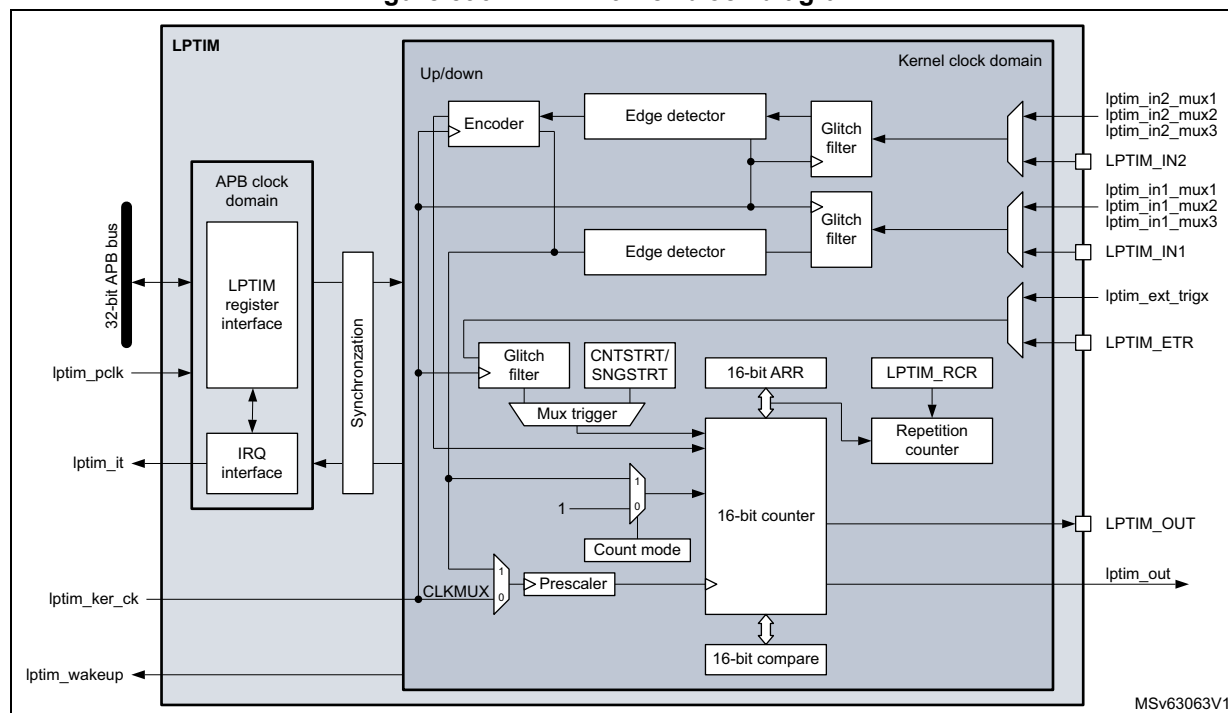 LPTIM
Kernel clock domain
Up/down
Encoder
Edge detector
Glitch
filter
lptim_in2_mux1
lptim_in2_mux2
lptim_in2_mux3
LPTIM_IN2
APB clock
domain
Glitch
filter
lptim_in1_mux1
lptim_in1_mux2
lptim_in1_mux3
LPTIM_IN1
Edge detector
32-bit APB bus
LPTIM
register
interface
Synchronzation
lptim_ext_trigx
LPTIM_ETR
lptim_pclk
Glitch
filter
CNTSTRT/
SNGSTRT
16-bit ARR
LPTIM_RCR
Mux trigger
Repetition
counter
lptim_it
IRQ
interface
1
0
1
16-bit counter
LPTIM_OUT
Count mode
1
0
CLKMUX
Prescaler
lptim_out
lptim_ker_ck
16-bit compare
lptim_wakeup
MSv63063V1